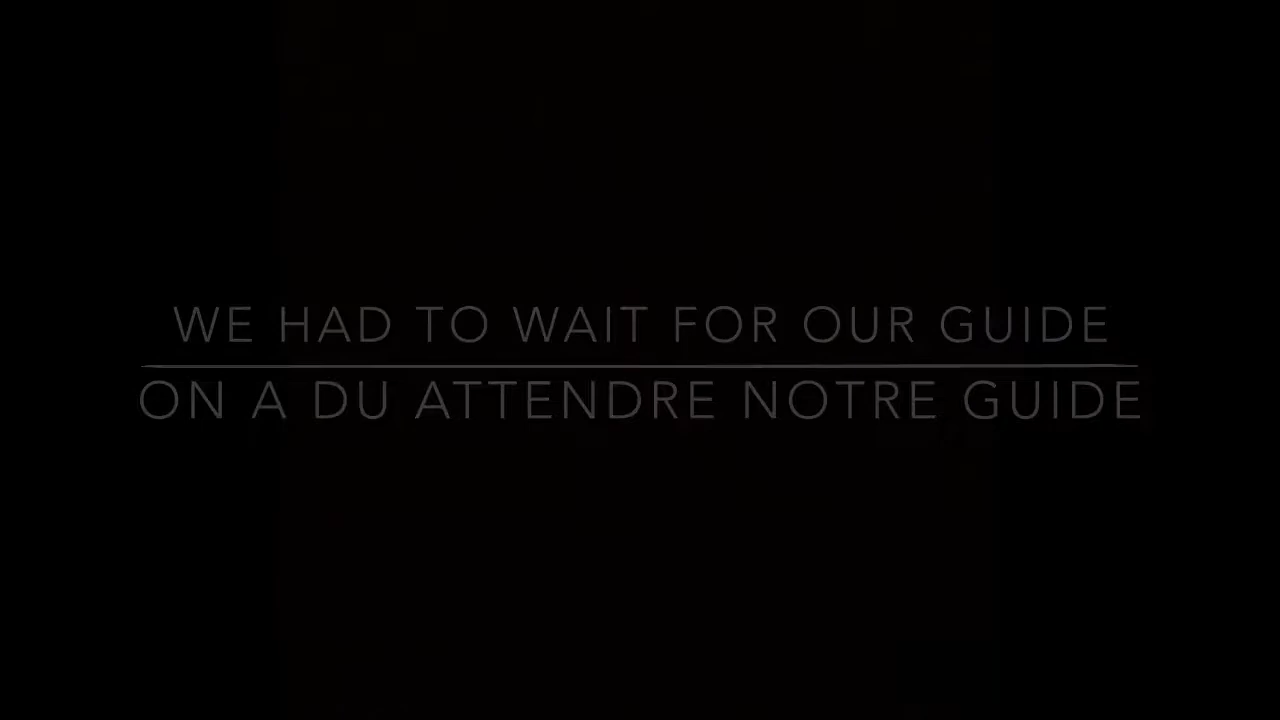 WE HAD TO WAIT FOR OUR GUIDE
ON A DU ATTENDRE NOTRE GUIDE